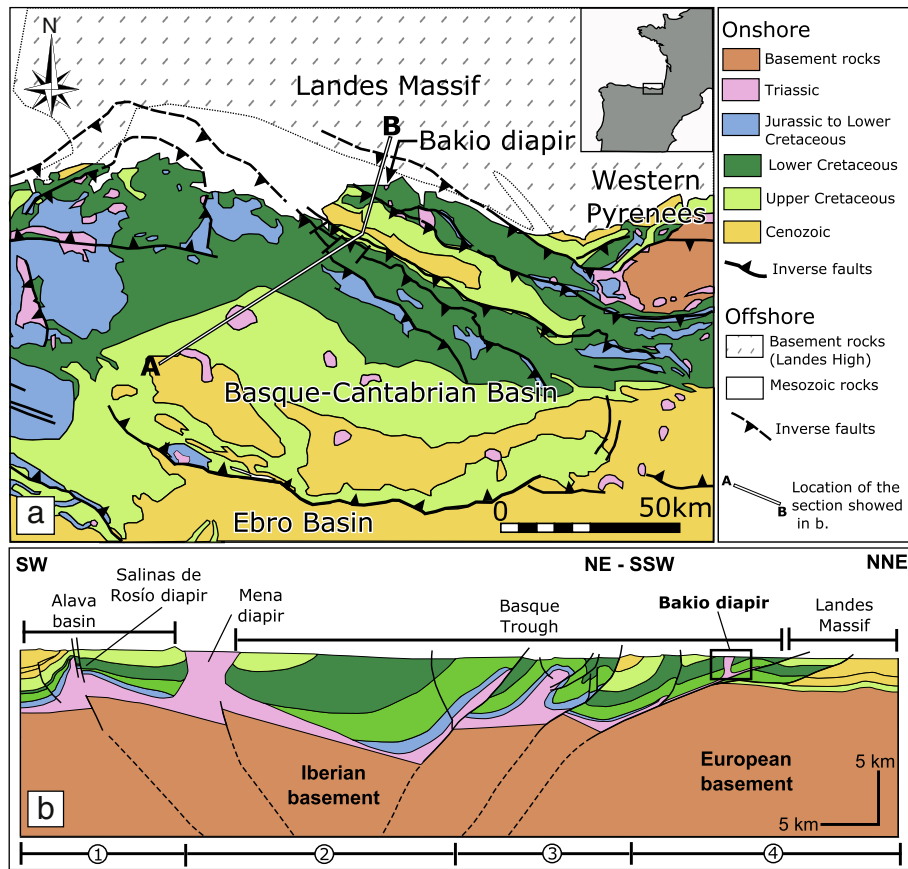 N
Landes Massif
B
Bakio diapir
Western
Pyrenees
A
Basque-Cantabrian Basin
Ebro Basin
0
50km
a
Onshore
Basement rocks
Triassic
Jurassic to Lower
Cretaceous
Lower Cretaceous
Upper Cretaceous
Cenozoic
Inverse faults
Offshore
Basement rocks
(Landes High)
Mesozoic rocks
Inverse faults
A
B
Location of the
section showed
in b.
SW
NE - SSW
NNE
Alava
basin
Salinas de
Rosío diapir
Mena
diapir
Basque
Trough
Bakio diapir
Landes
Massif
Iberian
basement
European
basement
5 km
5 km
b
1
2
3
4